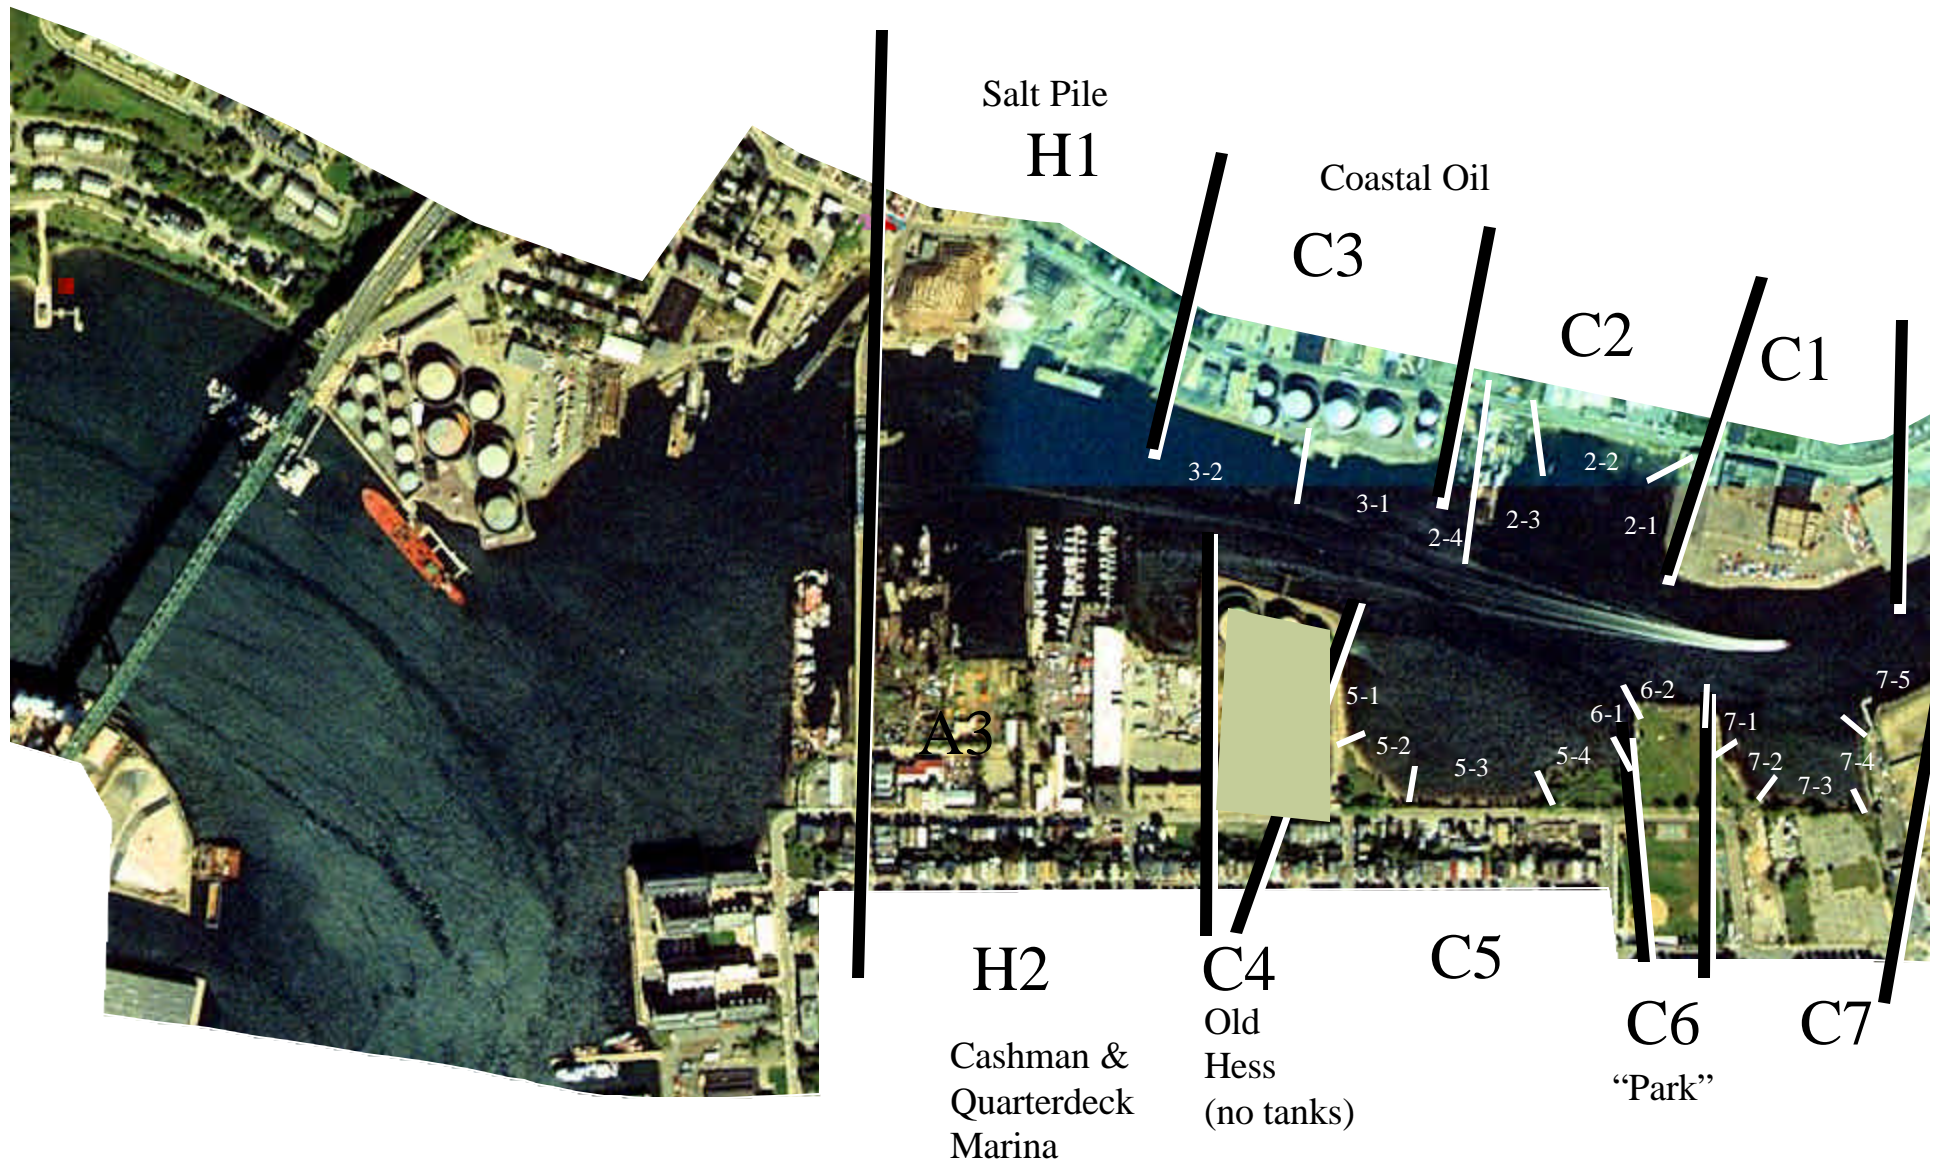 Salt Pile
H1
Coastal Oil
C3
C2
C1
3-2
3-1
2-4
2-3
2-2
2-1
A3
5-1
5-2
5-3
5-4
6-1
6-2
7-1
7-2
7-3
7-4
7-5
H2
Cashman &
Quarterdeck
Marina
C4
Old
Hess
(no tanks)
C5
C6
“Park”
C7